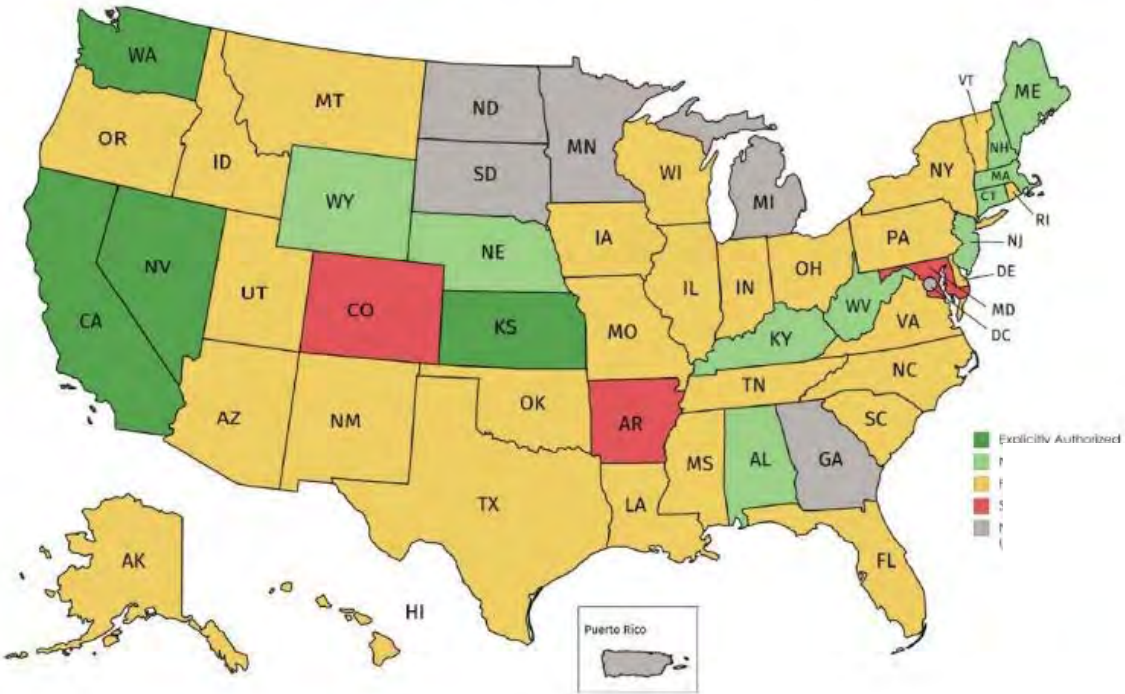 WA
MT
ND
MN
OR
ID
SD
WI
MI
VT
ME
NH
NY
MA
CT
RI
WY
NE
IA
PA
NJ
NV
UT
CO
IL
IN
OH
DE
CA
KS
MO
KY
WV
VA
MD
DC
AZ
NM
OK
AR
TN
NC
SC
MS
AL
GA
TX
LA
FL
AK
HI
Puerto Rico
Explicitly Authorized